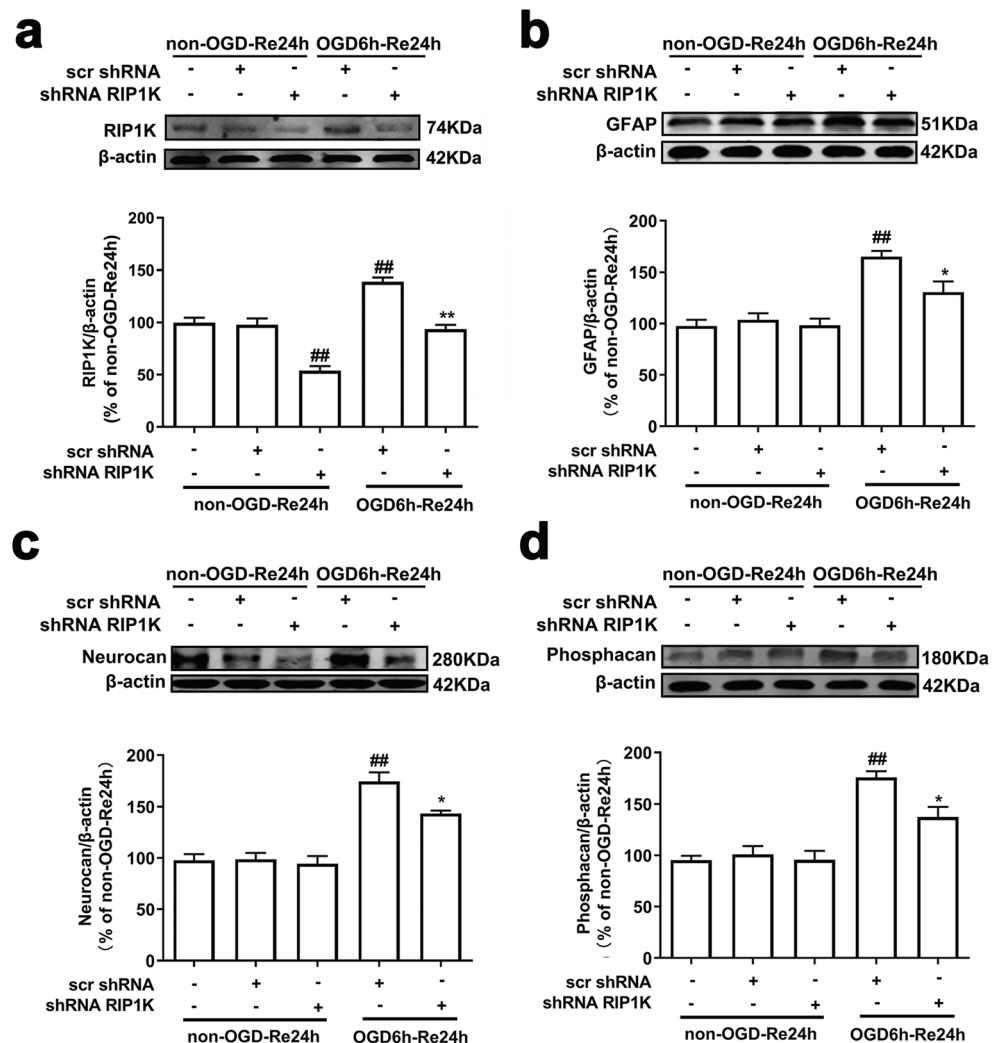 a
non-OGD-Re24h OGD6h-Re24h
scr shRNA - + - + -
shRNA RIP1K - - + - +
RIP1K 74KDa
β-actin 42KDa
RIP1K/β-actin
(% of non-OGD-Re24h)
200
150
100
50
0
##
##
**
scr shRNA - + - + -
shRNA RIP1K - - + - +
non-OGD-Re24h OGD6h-Re24h
b
non-OGD-Re24h OGD6h-Re24h
scr shRNA - + - + -
shRNA RIP1K - - + - +
GFAP 51KDa
β-actin 42KDa
GFAP/β-actin
(% of non-OGD-Re24h)
200
150
100
50
0
##
*
scr shRNA - + - + -
shRNA RIP1K - - + - +
non-OGD-Re24h OGD6h-Re24h
c
non-OGD-Re24h OGD6h-Re24h
scr shRNA - + - + -
shRNA RIP1K - - + - +
Neurocan 280KDa
β-actin 42KDa
Neurocan/β-actin
(% of non-OGD-Re24h)
200
150
100
50
0
##
*
scr shRNA - + - + -
shRNA RIP1K - - + - +
non-OGD-Re24h OGD6h-Re24h
d
non-OGD-Re24h OGD6h-Re24h
scr shRNA - + - + -
shRNA RIP1K - - + - +
Phosphacan 180KDa
β-actin 42KDa
Phosphacan/β-actin
(% of non-OGD-Re24h)
200
150
100
50
0
##
*
scr shRNA - + - + -
shRNA RIP1K - - + - +
non-OGD-Re24h OGD6h-Re24h